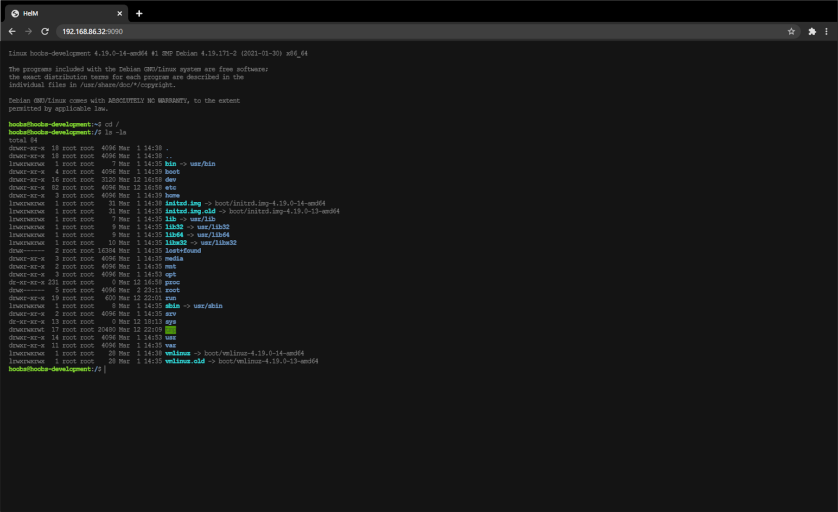 HelM
192.168.86.32:9090
Linux hoobs-development 4.19.0-14-amd64 #1 SMP Debian 4.19.171-2 (2021-01-30) x86_64
The programs included with the Debian GNU/Linux system are free software;
the exact distribution terms for each program are described in the
individual files in /usr/share/doc/*/copyright.
Debian GNU/Linux comes with ABSOLUTELY NO WARRANTY, to the extent
permitted by applicable law.
hoobs@hoobs-development:~$ cd /
hoobs@hoobs-development:/$ ls -la
total 84
drwxr-xr-x 18 root root 4096 Mar 1 14:38 .
drwxr-xr-x 18 root root 4096 Mar 1 14:38 ..
lrwxrwxrwx 1 root root 7 Mar 1 14:35 bin -> usr/bin
drwxr-xr-x 4 root root 4096 Mar 1 14:39 boot
drwxr-xr-x 16 root root 3120 Mar 12 16:58 dev
drwxr-xr-x 82 root root 4096 Mar 12 16:58 etc
drwxr-xr-x 3 root root 4096 Mar 1 14:39 home
lrwxrwxrwx 1 root root 31 Mar 1 14:38 initrd.img -> boot/initrd.img-4.19.0-14-amd64
lrwxrwxrwx 1 root root 31 Mar 1 14:35 initrd.img.old -> boot/initrd.img-4.19.0-13-amd64
lrwxrwxrwx 1 root root 7 Mar 1 14:35 lib -> usr/lib
lrwxrwxrwx 1 root root 9 Mar 1 14:35 lib32 -> usr/lib32
lrwxrwxrwx 1 root root 9 Mar 1 14:35 lib64 -> usr/lib64
lrwxrwxrwx 1 root root 10 Mar 1 14:35 libx32 -> usr/libx32
drwx------ 2 root root 16384 Mar 1 14:35 lost+found
drwxr-xr-x 3 root root 4096 Mar 1 14:35 media
drwxr-xr-x 2 root root 4096 Mar 1 14:35 mnt
drwxr-xr-x 3 root root 4096 Mar 1 14:53 opt
dr-xr-xr-x 231 root root 0 Mar 12 16:58 proc
drwx------ 5 root root 4096 Mar 2 23:11 root
drwxr-xr-x 19 root root 600 Mar 12 22:01 run
lrwxrwxrwx 1 root root 8 Mar 1 14:35 sbin -> usr/sbin
drwxr-xr-x 2 root root 4096 Mar 1 14:35 srv
dr-xr-xr-x 13 root root 0 Mar 12 18:13 sys
drwxrwxrwt 17 root root 20480 Mar 12 22:09 tmp
drwxr-xr-x 14 root root 4096 Mar 1 14:53 usr
drwxr-xr-x 11 root root 4096 Mar 1 14:35 var
lrwxrwxrwx 1 root root 28 Mar 1 14:38 vmlinuz -> boot/vmlinuz-4.19.0-14-amd64
lrwxrwxrwx 1 root root 28 Mar 1 14:35 vmlinuz.old -> boot/vmlinuz-4.19.0-13-amd64
hoobs@hoobs-development:/$